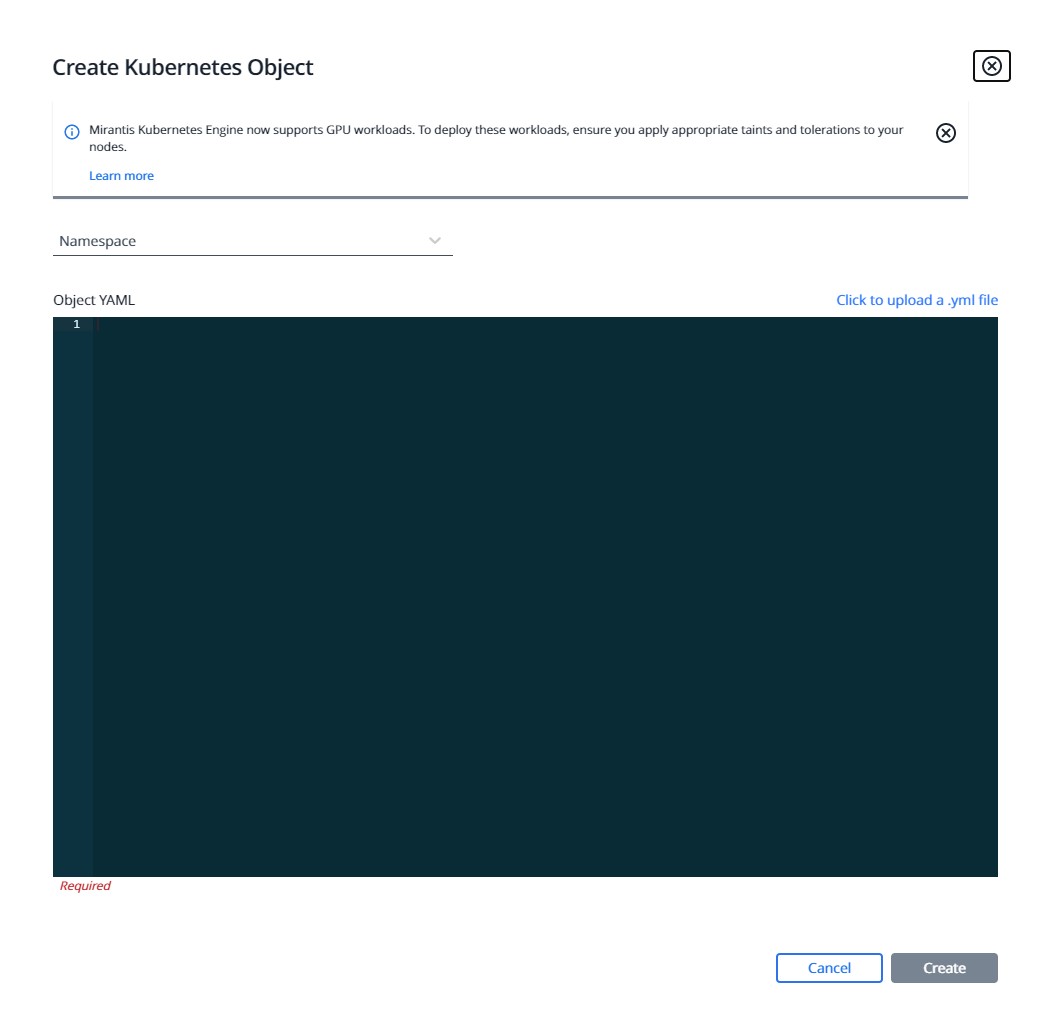 Create Kubernetes Object
Mirantis Kubernetes Engine now supports GPU workloads. To deploy these workloads, ensure you apply appropriate taints and tolerations to your
nodes.
Learn more
Namespace
Object YAML
Click to upload a .yml file
1
Required
Cancel
Create